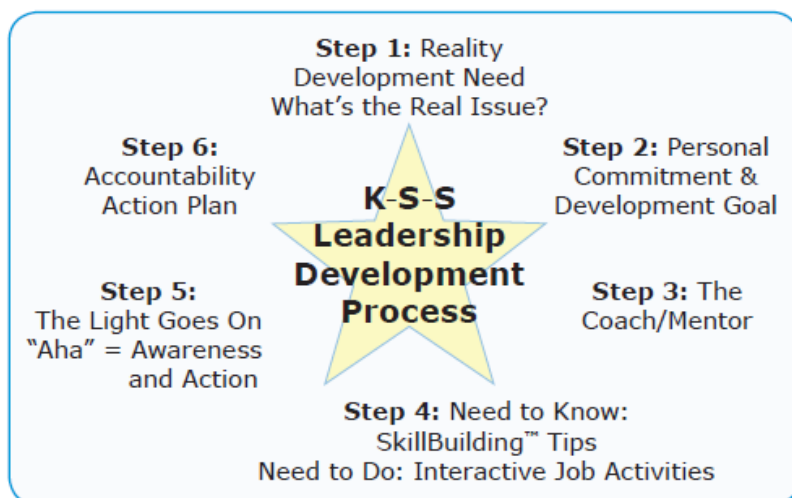 Step 1: Reality
Development Need
What's the Real Issue?
Step 2: Personal
Commitment &
Development Goal
Step 3: The
Coach/Mentor
Step 4: Need to Know:
SkillBuilding™ Tips
Need to Do: Interactive Job Activities
Step 5:
The Light Goes On
"Aha" = Awareness
and Action
Step 6:
Accountability
Action Plan
K-S-S
Leadership
Development
Process